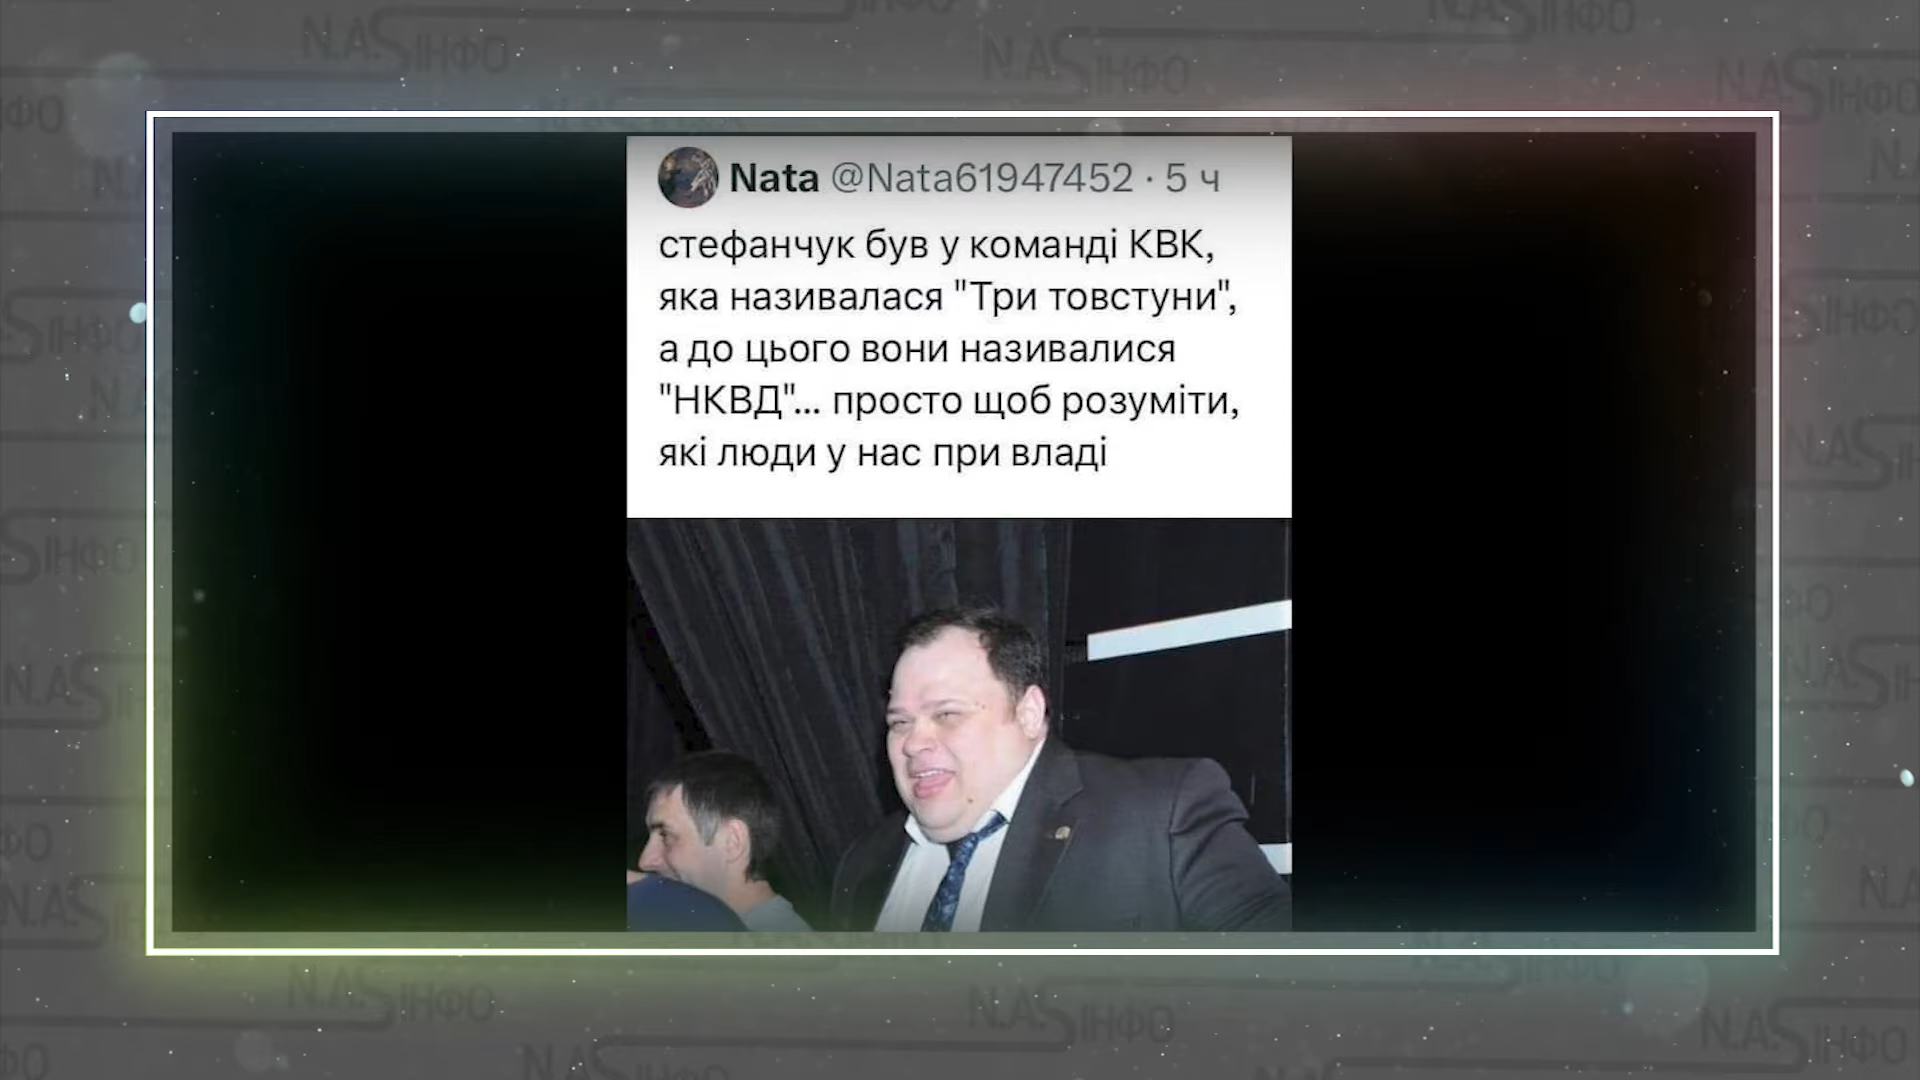 Nata @Nata61947452 · 5 ч
стефанчук був у команді КВК,
яка називалася "Три товстуни",
а до цього вони називалися
"НКВД"... просто щоб розуміти,
які люди у нас при владі
N.A.S ІНФО